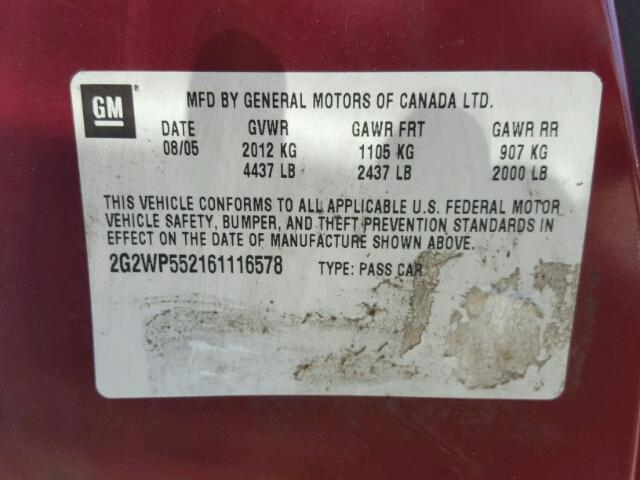 GM ®
MFD BY GENERAL MOTORS OF CANADA LTD.
DATE GVWR GAWR FRT GAWR RR
08/05 2012 KG 1105 KG 907 KG
4437 LB 2437 LB 2000 LB
THIS VEHICLE CONFORMS TO ALL APPLICABLE U.S. FEDERAL MOTOR
VEHICLE SAFETY, BUMPER, AND THEFT PREVENTION STANDARDS IN
EFFECT ON THE DATE OF MANUFACTURE SHOWN ABOVE.
2G2WP552161116578 TYPE: PASS CAR